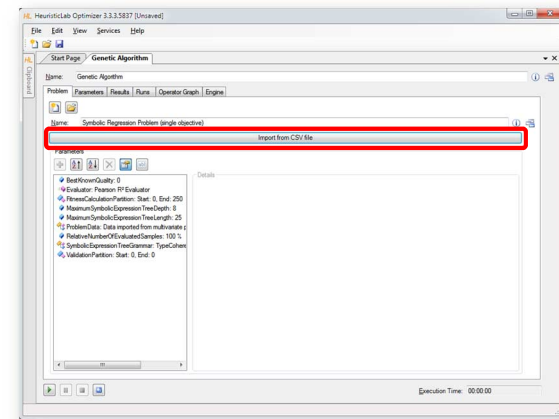 HeuristicLab Optimizer 3.3.3.5837 [Unsaved]
File Edit View Services Help
Start Page Genetic Algorithm
Clipboard
Name: Genetic Algorithm
Problem Parameters Results Runs Operator Graph Engine
Name: Symbolic Regression Problem (single objective)
Import from CSV file
Parameters
Details
BestKnownQuality: 0
Evaluator: Pearson R² Evaluator
FitnessCalculationPartition: Start: 0, End: 250
MaximumSymbolicExpressionTreeDepth: 8
MaximumSymbolicExpressionTreeLength: 25
ProblemData: Data imported from multivariate p
RelativeNumberOfEvaluatedSamples: 100 %
SymbolicExpressionTreeGrammar: TypeCoheren
ValidationPartition: Start: 0, End: 0
Execution Time: 00:00:00